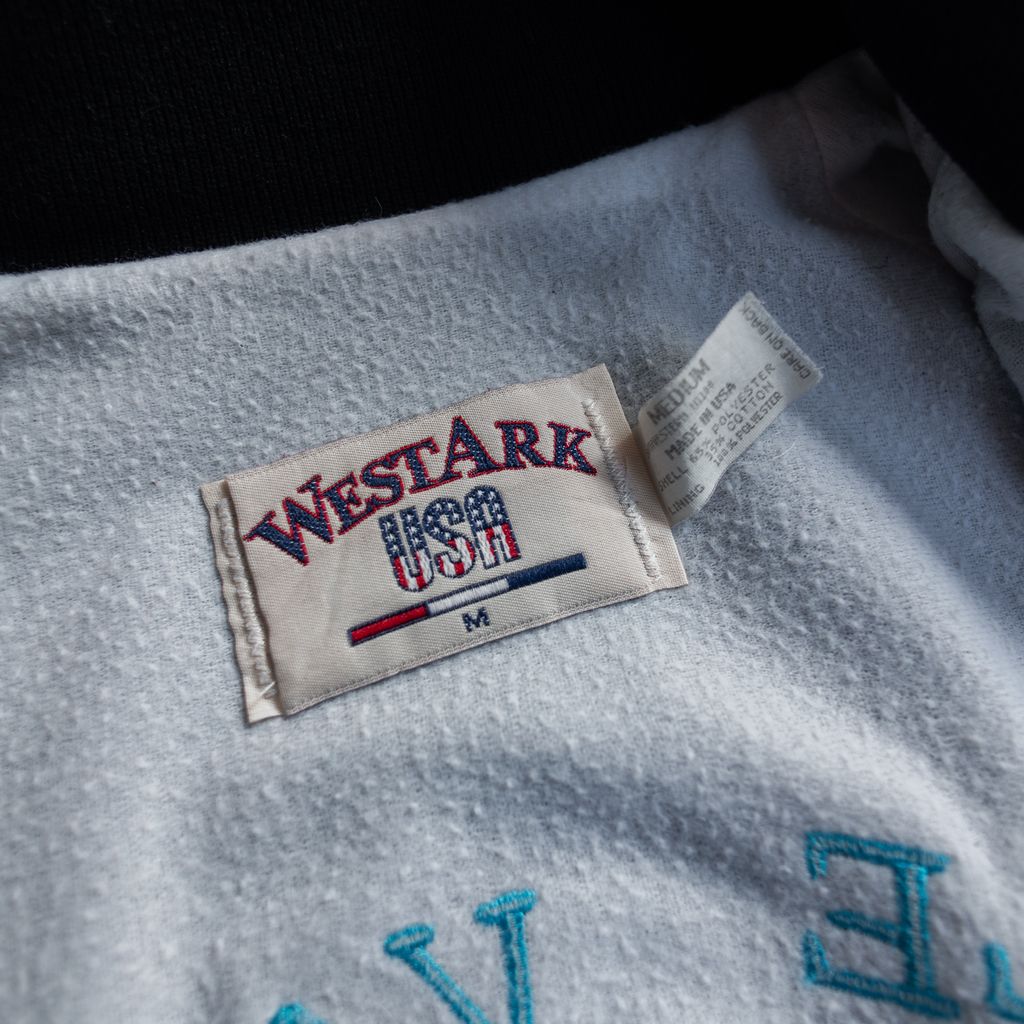 WESTARK
USA
M
MEDIUM
MADE IN USA
SHELL 65% POLYESTER
35% COTTON
LINING 100% POLYESTER
CARE ON BACK